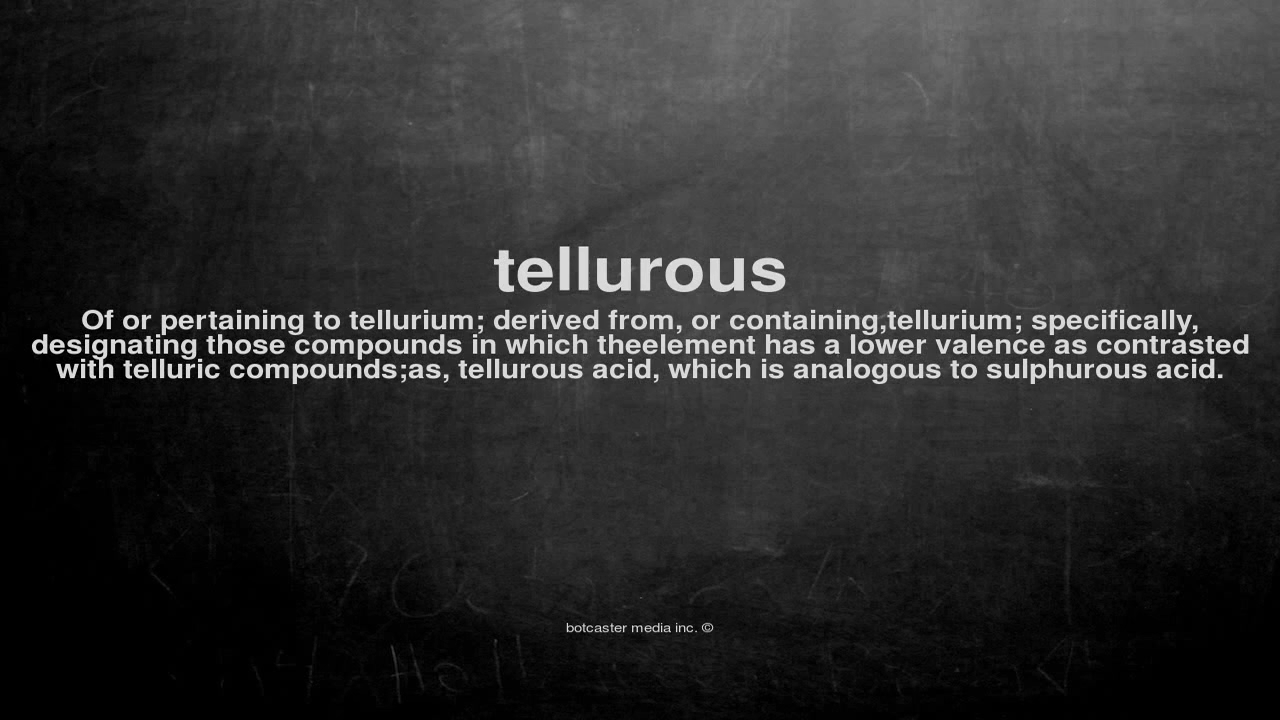 tellurous
Of or pertaining to tellurium; derived from, or containing,tellurium; specifically,
designating those compounds in which theelement has a lower valence as contrasted
with telluric compounds;as, tellurous acid, which is analogous to sulphurous acid.
botcaster media inc. ©